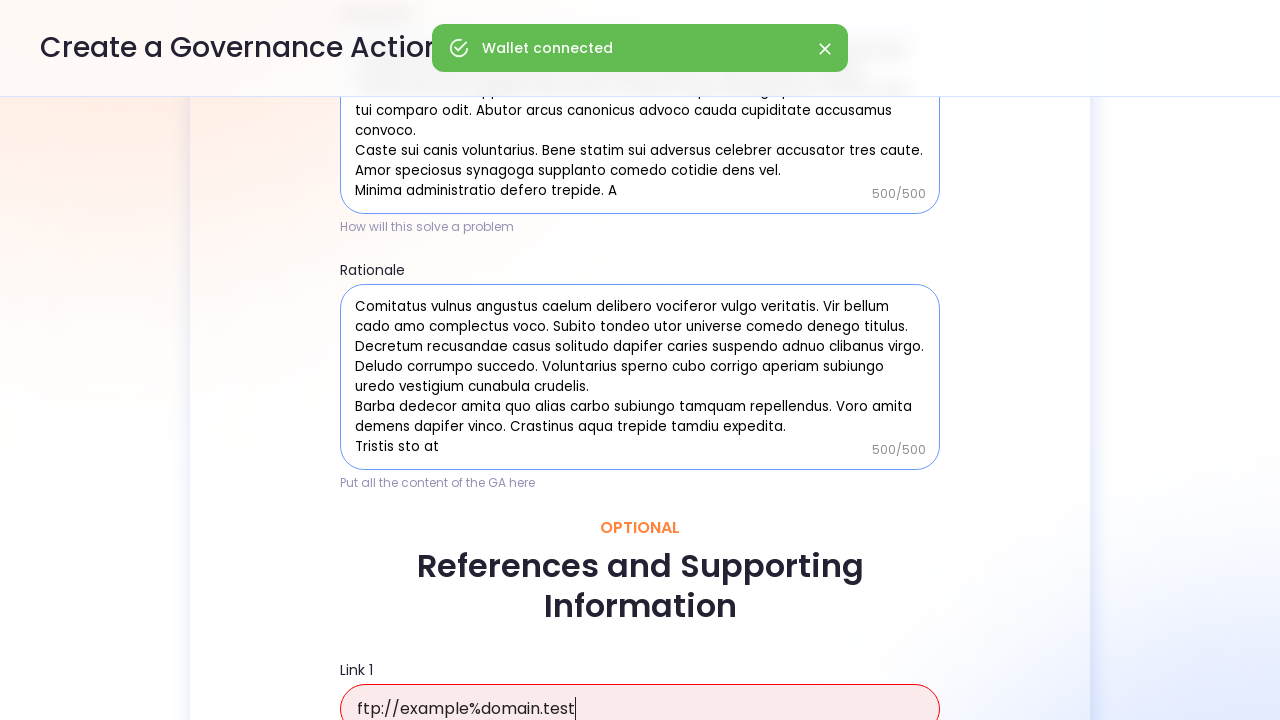 Create a Governance Action
Wallet connected
tui comparo odit. Abutor arcus canonicus advoco cauda cupiditate accusamus
convoco.
Caste sui canis voluntarius. Bene statim sui adversus celebrer accusator tres caute.
Amor speciosus synagoga supplanto comedo cotidie dens vel.
Minima administratio defero trepide. A
500/500
How will this solve a problem
Rationale
Comitatus vulnus angustus caelum delibero vociferor vulgo veritatis. Vir bellum
cado amo complectus voco. Subito tondeo utor universe comedo denego titulus.
Decretum recusandae casus solitudo dapifer caries suspendo adnuo clibanus virgo.
Deludo corrumpo succedo. Voluntarius sperno cubo corrigo aperiam subiungo
uredo vestigium cunabula crudelis.
Barba dedecor amita quo alias carbo subiungo tamquam repellendus. Voro amita
demens dapifer vinco. Crastinus aqua trepide tamdiu expedita.
Tristis sto at
500/500
Put all the content of the GA here
OPTIONAL
References and Supporting
Information
Link 1
ftp://example%domain.test